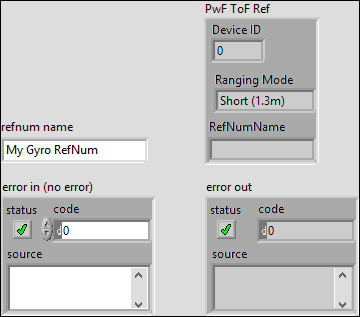 PwF ToF Ref
Device ID
0
Ranging Mode
Short (1.3m)
refnum name
RefNumName
My Gyro RefNum
error in (no error)
error out
status code
d0
status code
d0
source
source